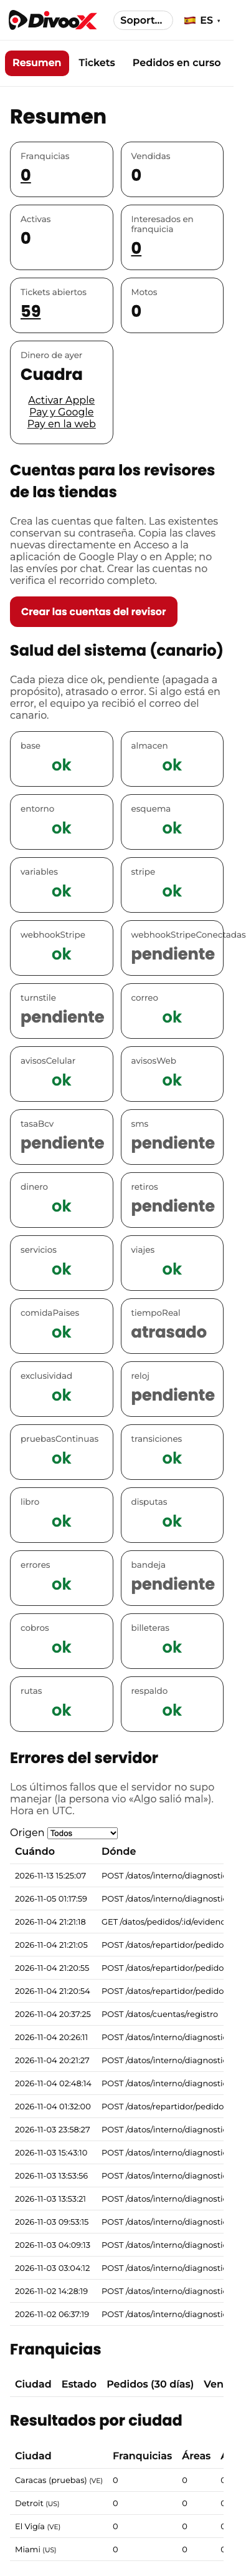 DivooX
Soport...
ES
Resumen
Tickets
Pedidos en curso
Resumen
Franquicias
0
Vendidas
0
Activas
0
Interesados en franquicia
0
Tickets abiertos
59
Motos
0
Dinero de ayer
Cuadra
Activar Apple
Pay y Google
Pay en la web
Cuentas para los revisores
de las tiendas
Crea las cuentas que falten. Las existentes
conservan su contraseña. Copia las claves
nuevas directamente en Acceso a la
aplicación de Google Play o en Apple; no
las envíes por chat. Crear las cuentas no
verifica el recorrido completo.
Crear las cuentas del revisor
Salud del sistema (canario)
Cada pieza dice ok, pendiente (apagada a
propósito), atrasado o error. Si algo está en
error, el equipo ya recibió el correo del
canario.
base
ok
almacen
ok
entorno
ok
esquema
ok
variables
ok
stripe
ok
webhookStripe
ok
webhookStripeConectadas
pendiente
turnstile
pendiente
correo
ok
avisosCelular
ok
avisosWeb
ok
tasaBcv
pendiente
sms
pendiente
dinero
ok
retiros
pendiente
servicios
ok
viajes
ok
comidaPaises
ok
tiempoReal
atrasado
exclusividad
ok
reloj
pendiente
pruebasContinuas
ok
transiciones
ok
libro
ok
disputas
ok
errores
ok
bandeja
pendiente
cobros
ok
billeteras
ok
rutas
ok
respaldo
ok
Errores del servidor
Los últimos fallos que el servidor no supo
manejar (la persona vio «Algo salió mal»).
Hora en UTC.
Origen Todos
Cuándo Dónde
2026-11-13 15:25:07 POST /datos/interno/diagnosti
2026-11-05 01:17:59 POST /datos/interno/diagnosti
2026-11-04 21:21:18 GET /datos/pedidos/:id/evidenc
2026-11-04 21:21:05 POST /datos/repartidor/pedido
2026-11-04 21:20:55 POST /datos/repartidor/pedido
2026-11-04 21:20:54 POST /datos/repartidor/pedido
2026-11-04 20:37:25 POST /datos/cuentas/registro
2026-11-04 20:26:11 POST /datos/interno/diagnosti
2026-11-04 20:21:27 POST /datos/interno/diagnosti
2026-11-04 02:48:14 POST /datos/interno/diagnosti
2026-11-04 01:32:00 POST /datos/repartidor/pedido
2026-11-03 23:58:27 POST /datos/interno/diagnosti
2026-11-03 15:43:10 POST /datos/interno/diagnosti
2026-11-03 13:53:56 POST /datos/interno/diagnosti
2026-11-03 13:53:21 POST /datos/interno/diagnosti
2026-11-03 09:53:15 POST /datos/interno/diagnosti
2026-11-03 04:09:13 POST /datos/interno/diagnosti
2026-11-03 03:04:12 POST /datos/interno/diagnosti
2026-11-02 14:28:19 POST /datos/interno/diagnosti
2026-11-02 06:37:19 POST /datos/interno/diagnosti
Franquicias
Ciudad Estado Pedidos (30 días) Ven
Resultados por ciudad
Ciudad Franquicias Áreas
Caracas (pruebas) (VE) 0 0
Detroit (US) 0 0
El Vigía (VE) 0 0
Miami (US) 0 0